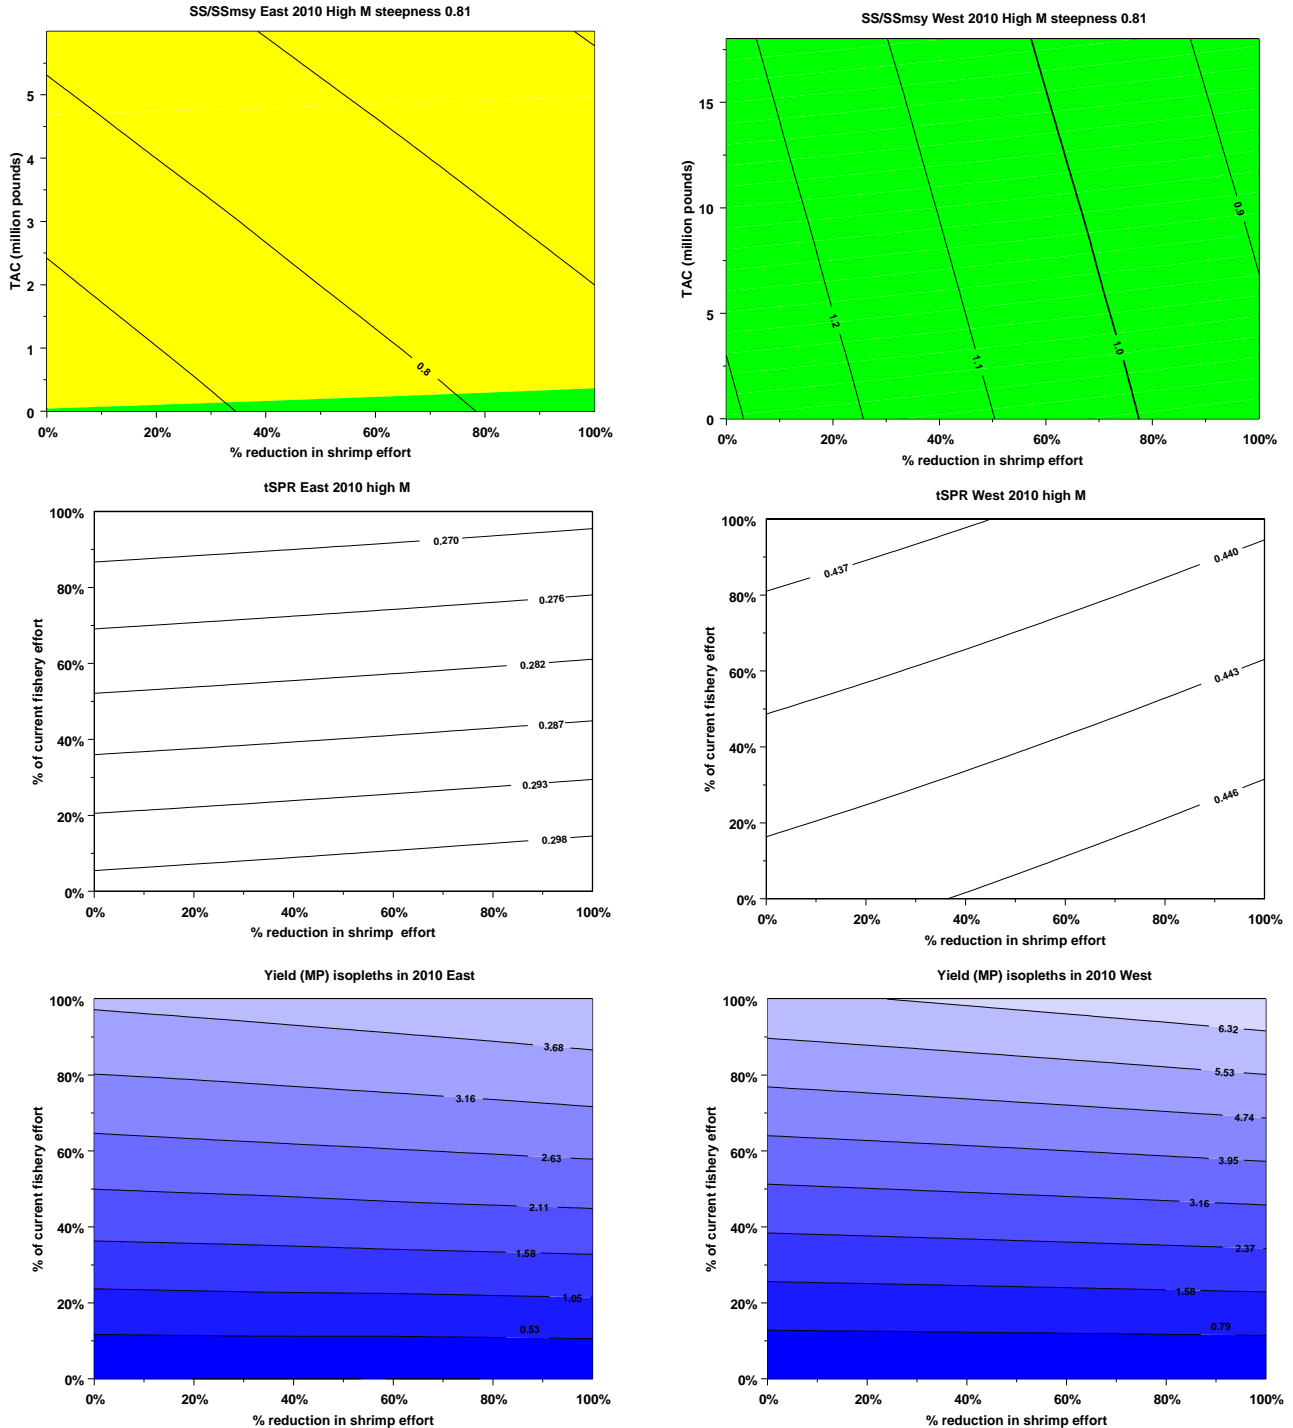 SS/SSmsy East 2010 High M steepness 0.81
TAC (million pounds)
5
4
3
2
1
0
0.8
0% 20% 40% 60% 80% 100%
% reduction in shrimp effort
SS/SSmsy West 2010 High M steepness 0.81
TAC (million pounds)
15
10
5
0
1.2
1.1
1.0
0.9
0% 20% 40% 60% 80% 100%
% reduction in shrimp effort
tSPR East 2010 high M
% of current fishery effort
100%
80%
60%
40%
20%
0%
0.270
0.276
0.282
0.287
0.293
0.298
0% 20% 40% 60% 80% 100%
% reduction in shrimp effort
tSPR West 2010 high M
% of current fishery effort
100%
80%
60%
40%
20%
0%
0.437
0.440
0.443
0.446
0% 20% 40% 60% 80% 100%
% reduction in shrimp effort
Yield (MP) isopleths in 2010 East
% of current fishery effort
100%
80%
60%
40%
20%
0%
3.68
3.16
2.63
2.11
1.58
1.05
0.53
0% 20% 40% 60% 80% 100%
% reduction in shrimp effort
Yield (MP) isopleths in 2010 West
% of current fishery effort
100%
80%
60%
40%
20%
0%
6.32
5.53
4.74
3.95
3.16
2.37
1.58
0.79
0% 20% 40% 60% 80% 100%
% reduction in shrimp effort